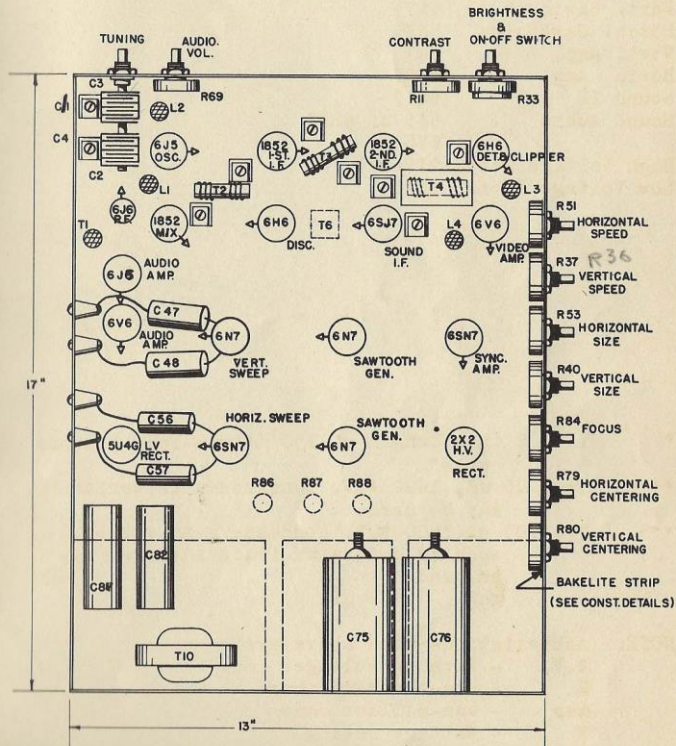 BRIGHTNESS
&
ON-OFF SWITCH
TUNING
AUDIO.
VOL.
CONTRAST
C3
R69
R11
R33
C1
L2
C4
C2
6J5
OSC.
1852
1-ST.
I.F.
T3
1852
2-ND.
I.F.
6H6
DET.&CLIPPER
L1
T2
T4
L3
6J6
R.F.
T1
1852
MIX.
6H6
DISC.
T6
6SJ7
SOUND
I.F.
L4
6V6
VIDEO
AMP.
R51
HORIZONTAL
SPEED
R36
R37
VERTICAL
SPEED
6J5
AUDIO
AMP.
C47
6V6
AUDIO
AMP.
C48
6N7
VERT.
SWEEP
6N7
SAWTOOTH
GEN.
6SN7
SYNC.
AMP.
R53
HORIZONTAL
SIZE
17"
R40
VERTICAL
SIZE
C56
HORIZ. SWEEP
5U4G
LV
RECT.
6SN7
C57
SAWTOOTH
GEN.
6N7
2X2
H.V.
RECT.
R84
FOCUS
R86
R87
R88
R79
HORIZONTAL
CENTERING
R80
VERTICAL
CENTERING
C81
C82
C75
C76
T10
BAKELITE STRIP
(SEE CONST. DETAILS)
13"